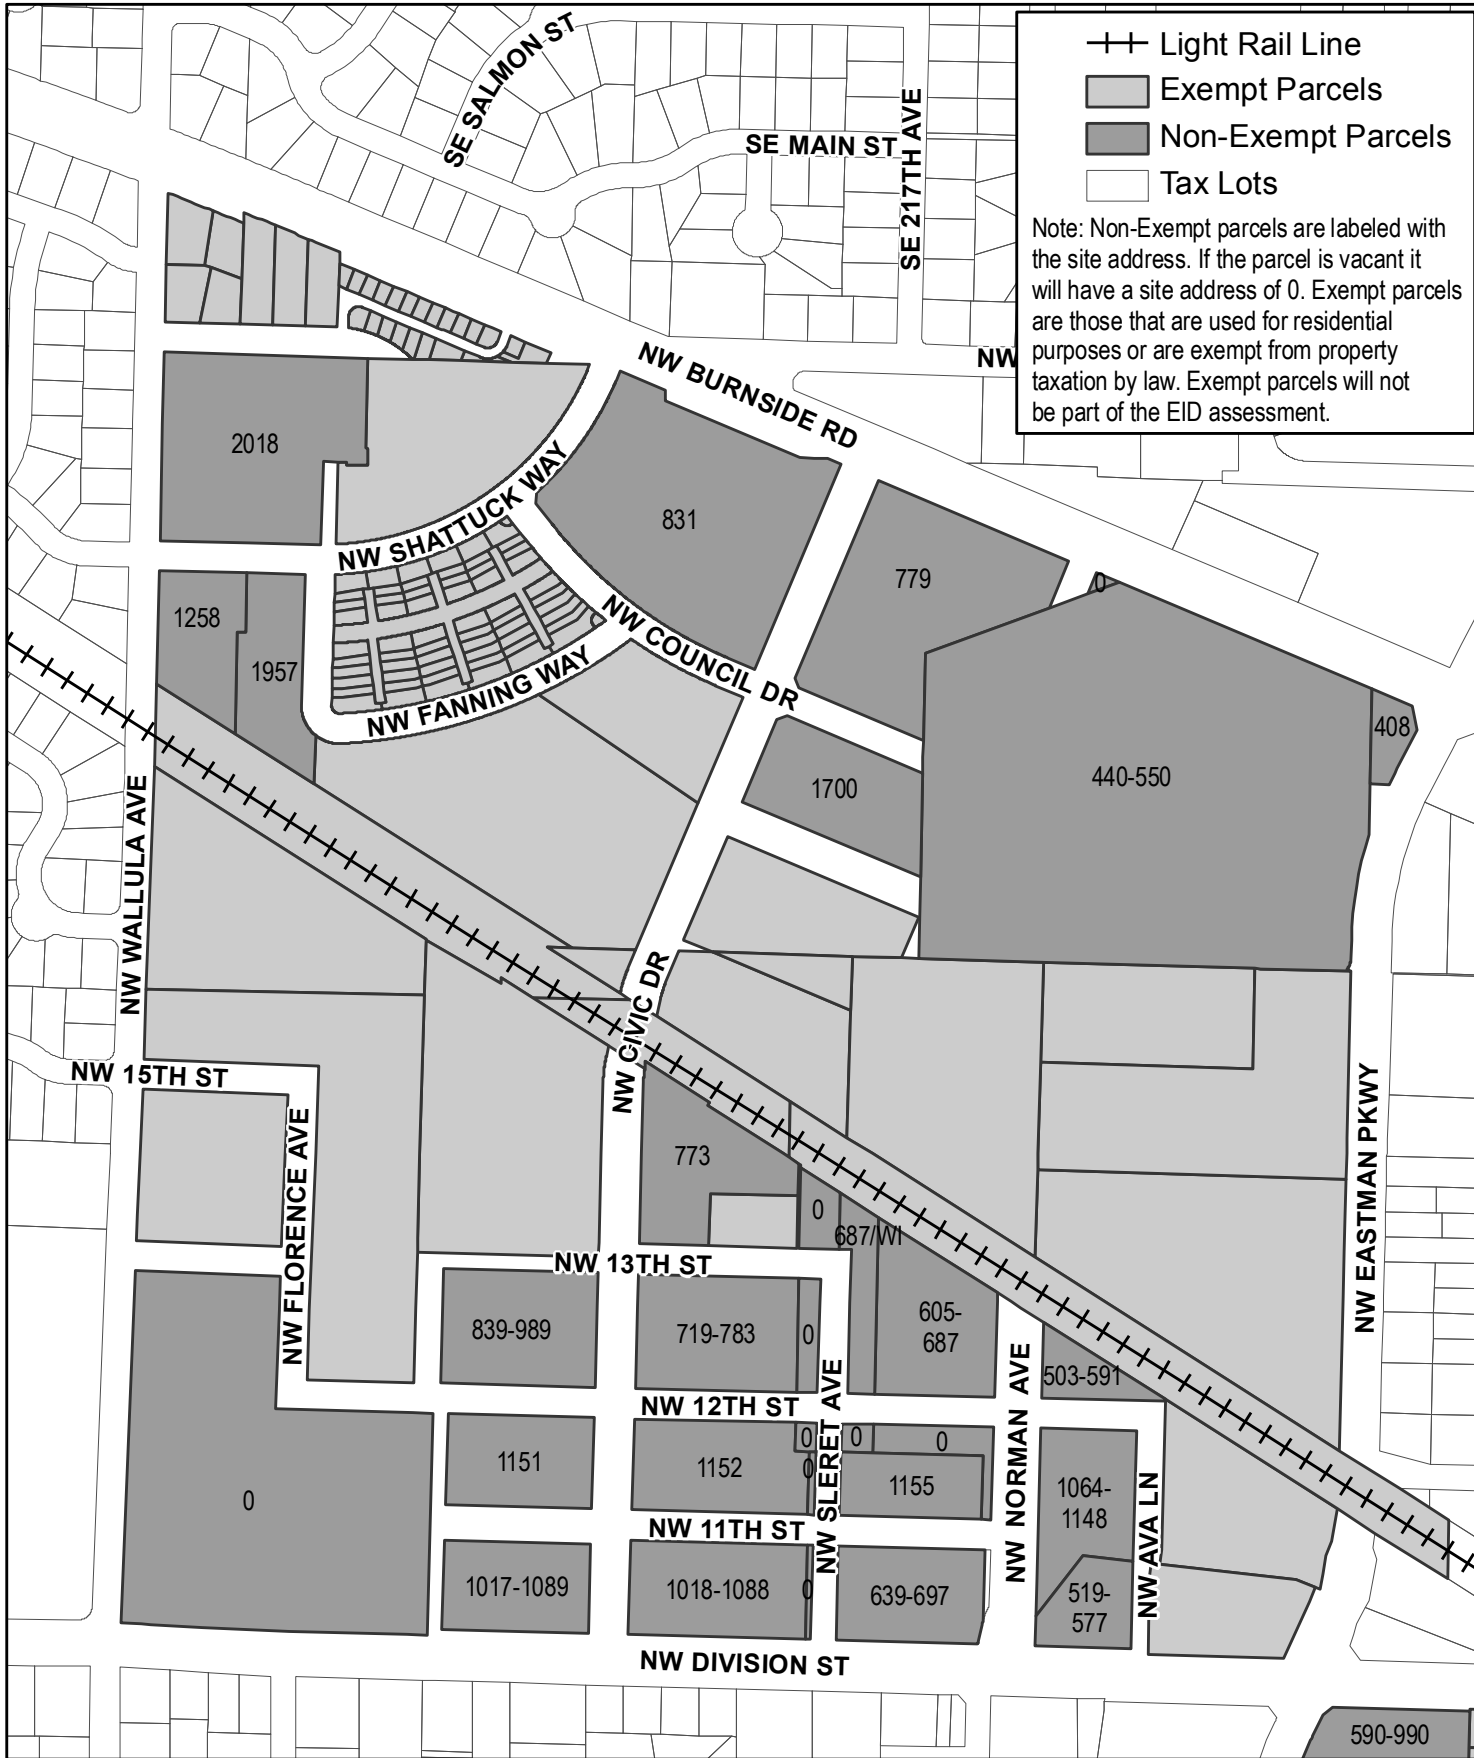 Light Rail Line
Exempt Parcels
Non-Exempt Parcels
Tax Lots
Note: Non-Exempt parcels are labeled with
the site address. If the parcel is vacant it
will have a site address of 0. Exempt parcels
are those that are used for residential
purposes or are exempt from property
taxation by law. Exempt parcels will not
be part of the EID assessment.
SE SALMON ST
SE MAIN ST
SE 217TH AVE
NW
NW BURNSIDE RD
2018
NW SHATTUCK WAY
831
779
0
1258
1957
NW FANNING WAY
NW COUNCIL DR
408
440-550
1700
NW WALLULA AVE
NW CIVIC DR
NW 15TH ST
NW FLORENCE AVE
NW EASTMAN PKWY
773
0
687/WI
NW 13TH ST
839-989
719-783
0
605-
687
503-591
NW 12TH ST
NW SLERET AVE
NW NORMAN AVE
0
1151
1152
0
0
0
0
1155
1064-
1148
NW AVA LN
NW 11TH ST
1017-1089
1018-1088
0
639-697
519-
577
NW DIVISION ST
590-990